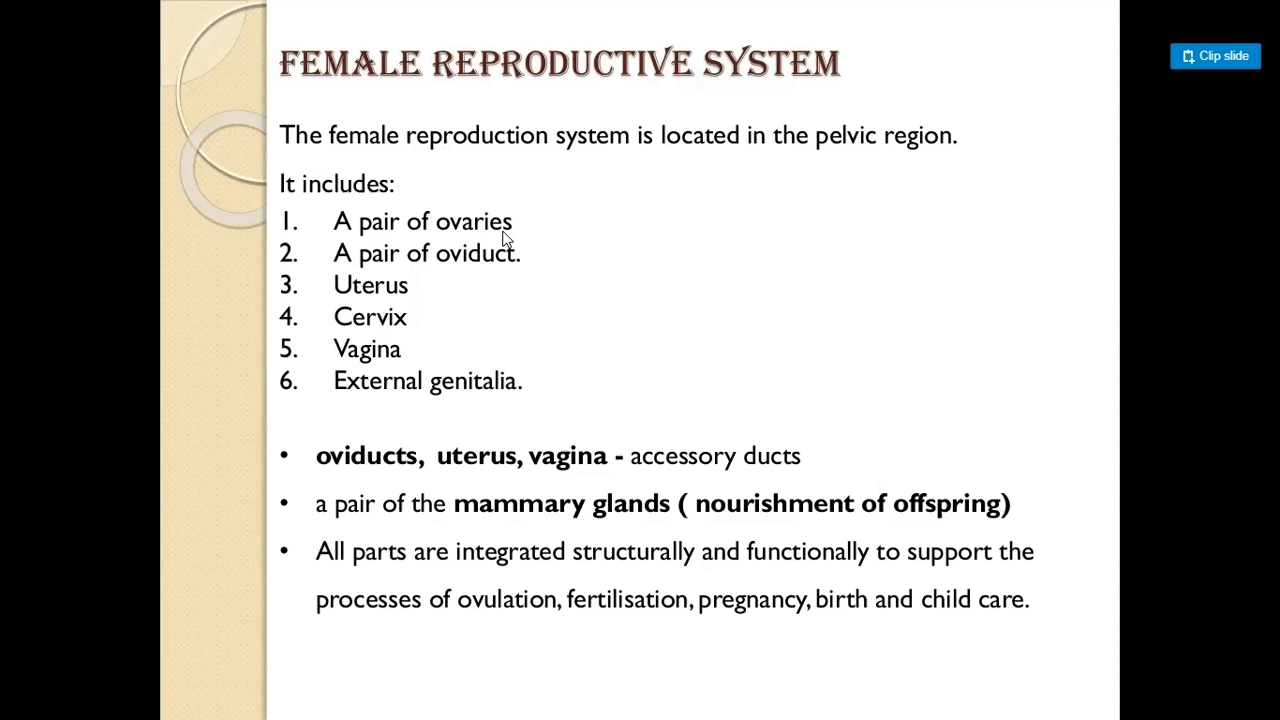 FEMALE REPRODUCTIVE SYSTEM
Clip slide
The female reproduction system is located in the pelvic region.
It includes:
1. A pair of ovaries
2. A pair of oviduct.
3. Uterus
4. Cervix
5. Vagina
6. External genitalia.
• oviducts, uterus, vagina - accessory ducts
• a pair of the mammary glands ( nourishment of offspring)
• All parts are integrated structurally and functionally to support the
processes of ovulation, fertilisation, pregnancy, birth and child care.